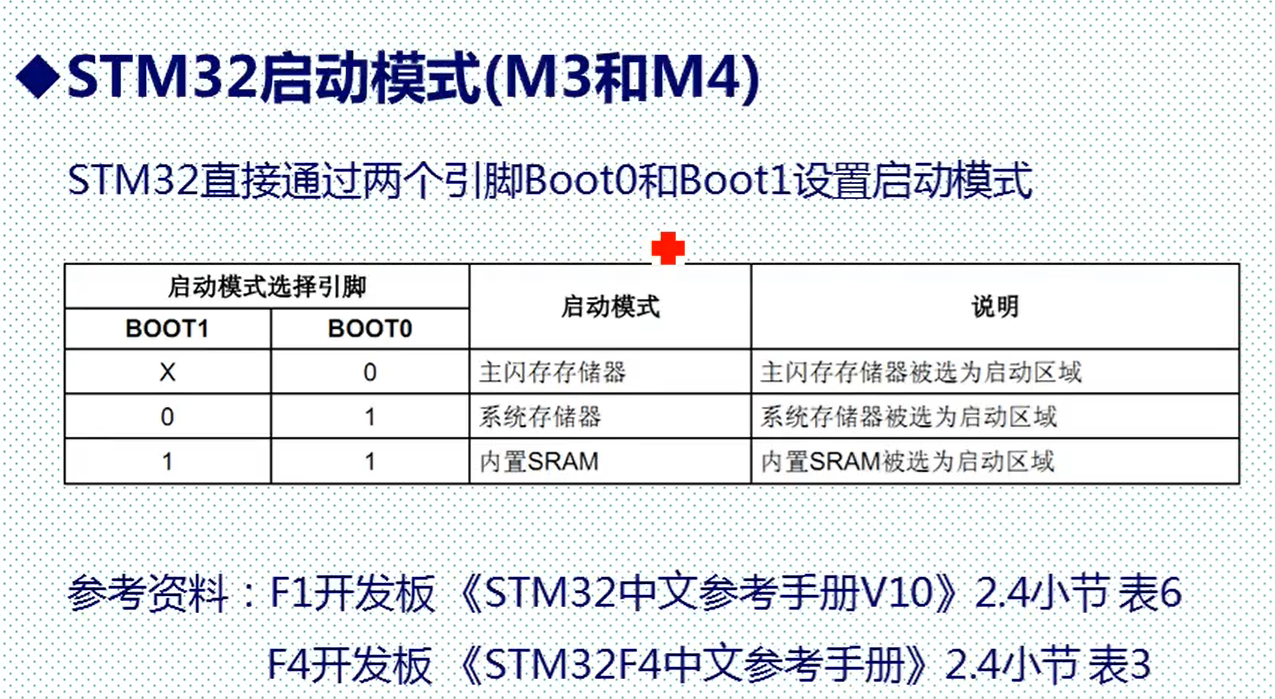 ◆STM32启动模式(M3和M4)
STM32直接通过两个引脚Boot0和Boot1设置启动模式
启动模式选择引脚 启动模式 说明
BOOT1 BOOT0
X 0 主闪存存储器 主闪存存储器被选为启动区域
0 1 系统存储器 系统存储器被选为启动区域
1 1 内置SRAM 内置SRAM被选为启动区域
参考资料：F1开发板 《STM32中文参考手册V10》2.4小节 表6
F4开发板 《STM32F4中文参考手册》2.4小节 表3